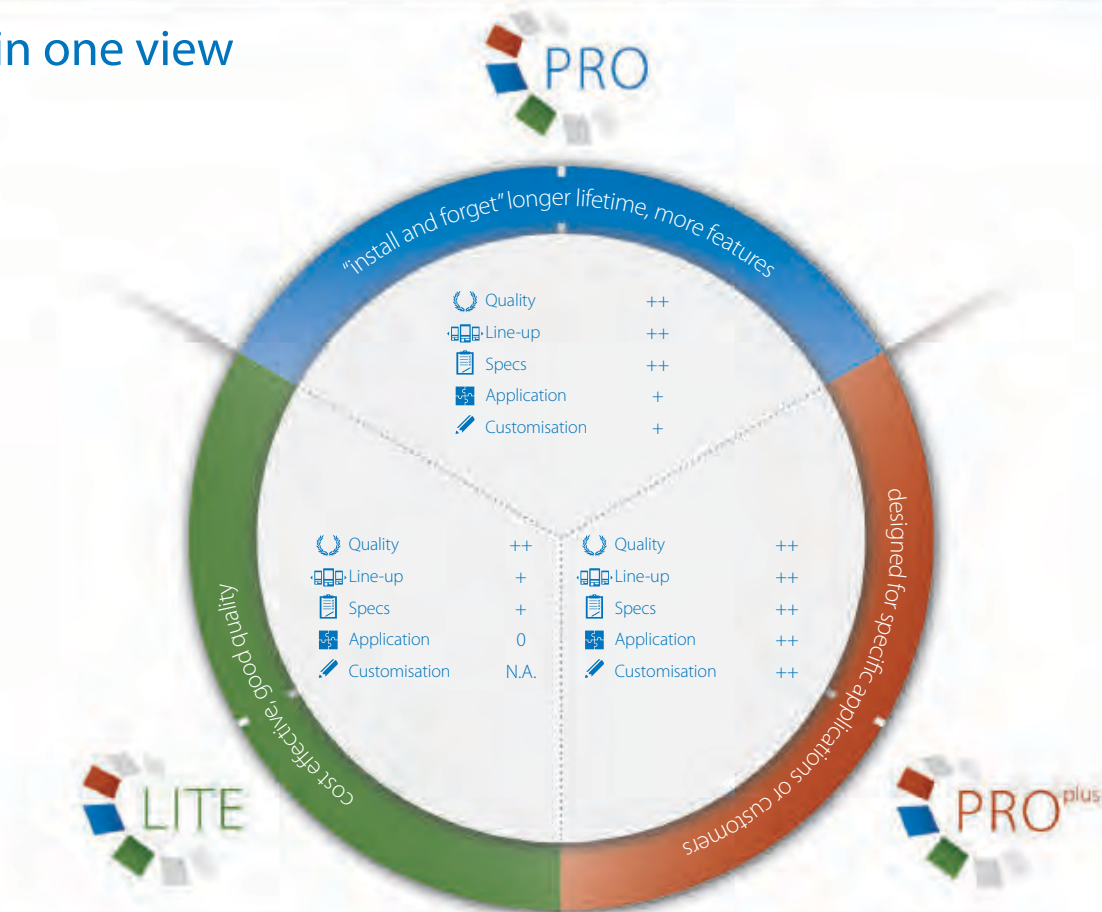 in one view
PRO
"install and forget" longer lifetime, more features
Quality ++
Line-up ++
Specs ++
Application +
Customisation +
Quality ++
Line-up +
Specs +
Application 0
Customisation N.A.
Quality ++
Line-up ++
Specs ++
Application ++
Customisation ++
cost effective, good quality
designed for specific applications or customers
LITE
PRO plus